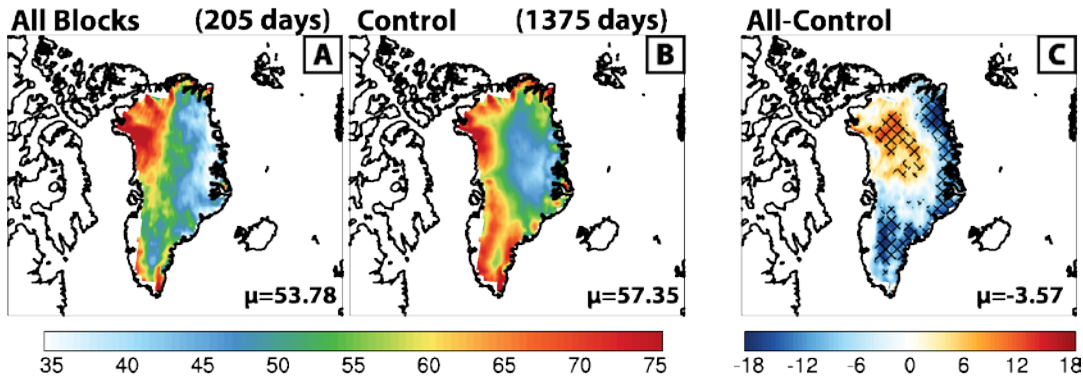 All Blocks (205 days) Control (1375 days) All-Control
A B C
μ=53.78 μ=57.35 μ=-3.57
35 40 45 50 55 60 65 70 75 -18 -12 -6 0 6 12 18